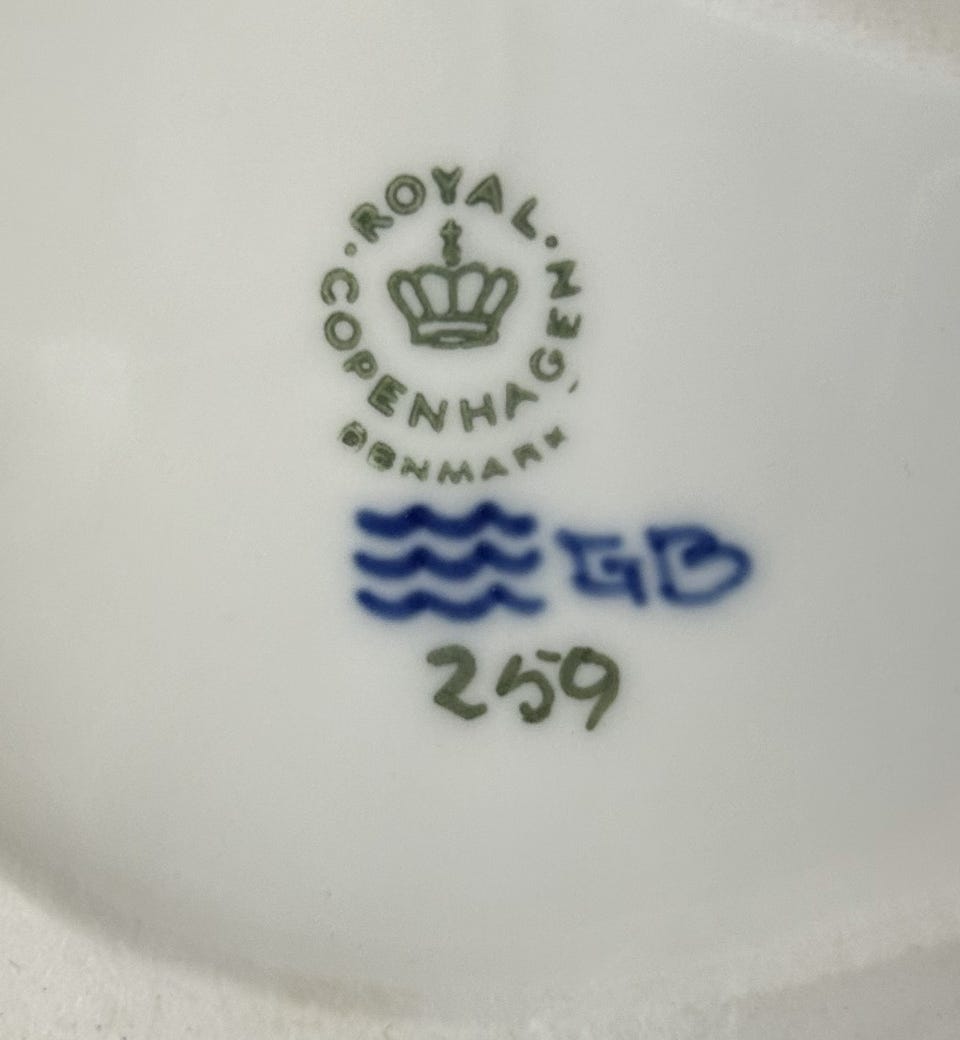 ROYAL
COPENHAGEN
DENMARK
GB
259